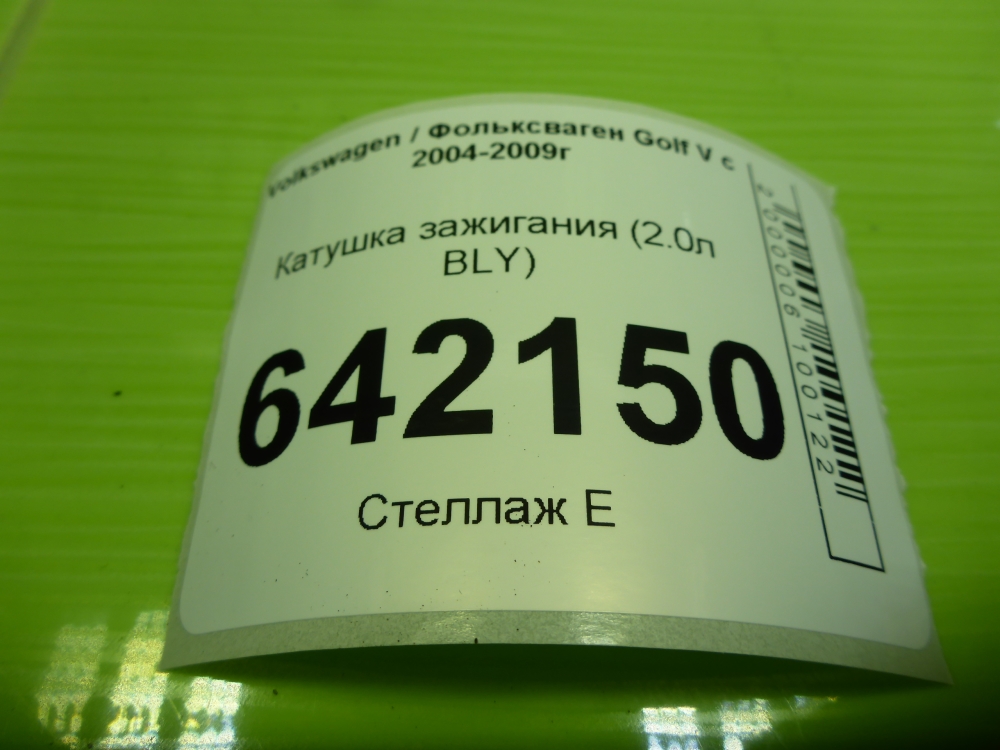 Volkswagen / Фольксваген Golf V с
2004-2009г
Катушка зажигания (2.0л
BLY)
642150
Стеллаж Е
2000006100122